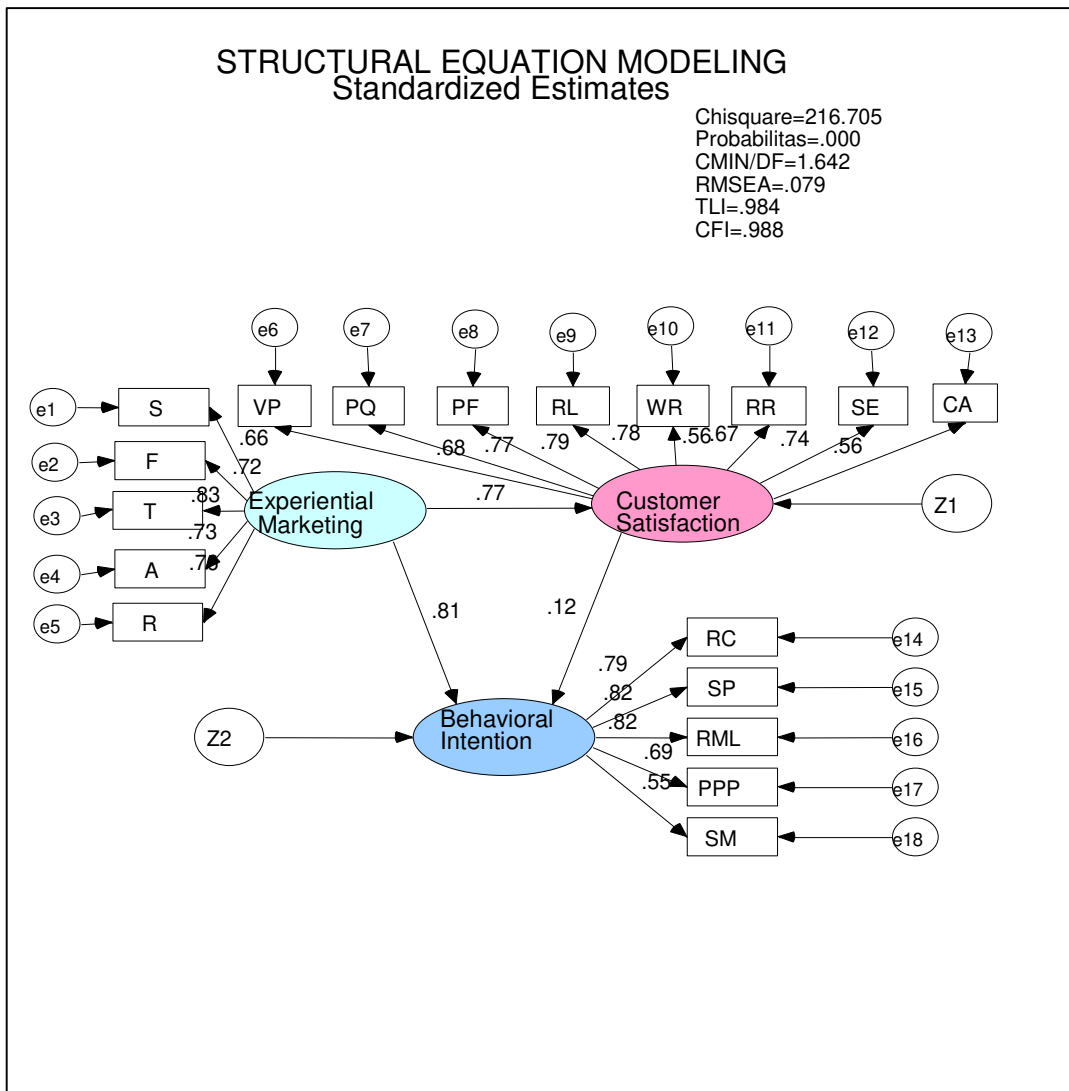 STRUCTURAL EQUATION MODELING
Standardized Estimates
Chisquare=216.705
Probabilitas=.000
CMIN/DF=1.642
RMSEA=.079
TLI=.984
CFI=.988
e6
e7
e8
e9
e10
e11
e12
e13
VP
PQ
PF
RL
WR
RR
SE
CA
e1
S
.66
.68
.77
.79
.78
.56
.67
.74
.56
e2
F
.72
e3
T
.83
e4
A
.73
e5
R
Experiential
Marketing
.77
Customer
Satisfaction
Z1
.81
.12
Z2
Behavioral
Intention
.79
.82
.82
.69
.55
RC
e14
SP
e15
RML
e16
PPP
e17
SM
e18